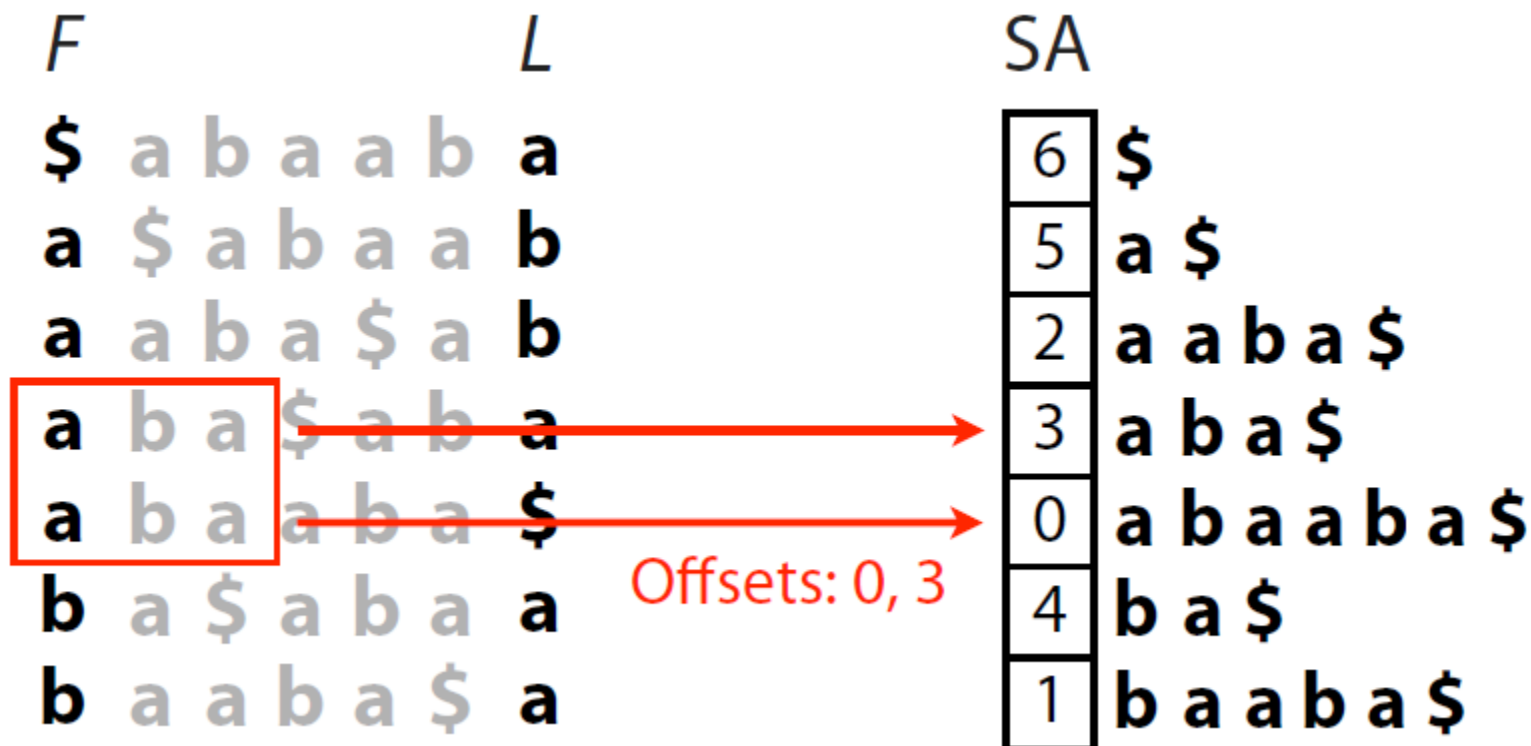 F L SA
$ a b a a b a 6 $
a $ a b a a b 5 a $
a a b a $ a b 2 a a b a $
a b a $ a b a 3 a b a $
a b a a b a $ 0 a b a a b a $
Offsets: 0, 3
b a $ a b a a 4 b a $
b a a b a $ a 1 b a a b a $